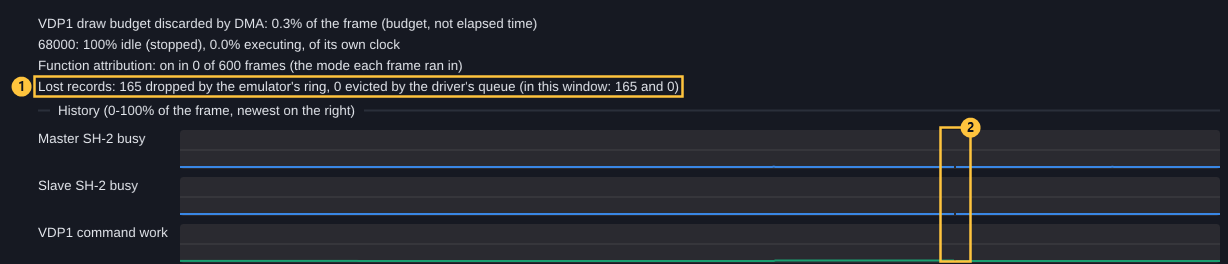 VDP1 draw budget discarded by DMA: 0.3% of the frame (budget, not elapsed time)
68000: 100% idle (stopped), 0.0% executing, of its own clock
Function attribution: on in 0 of 600 frames (the mode each frame ran in)
1 Lost records: 165 dropped by the emulator's ring, 0 evicted by the driver's queue (in this window: 165 and 0)
History (0-100% of the frame, newest on the right)
2
Master SH-2 busy
Slave SH-2 busy
VDP1 command work